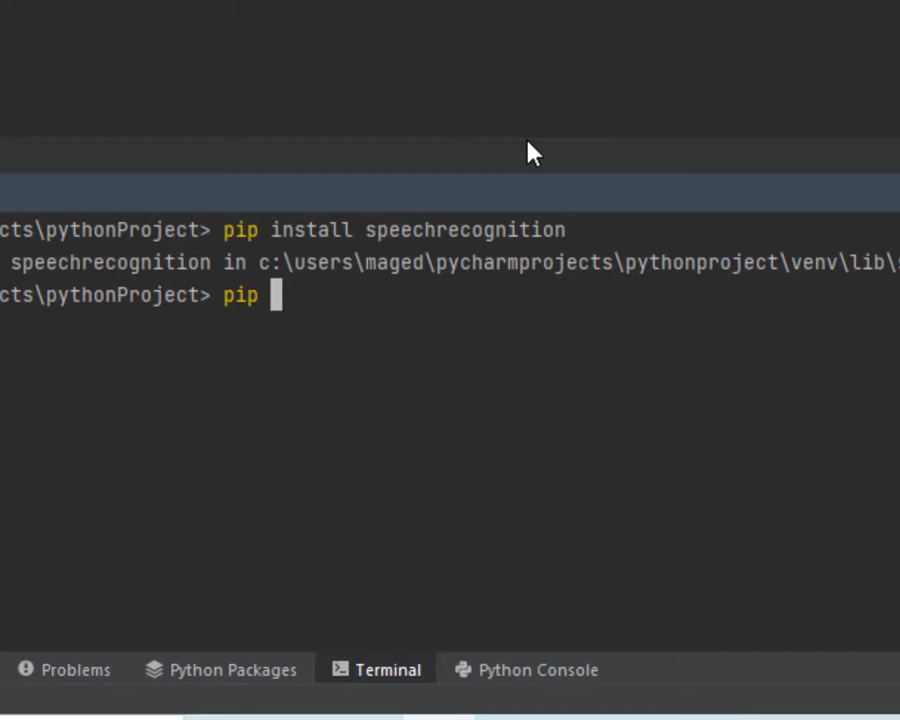 cts\pythonProject> pip install speechrecognition
speechrecognition in c:\users\maged\pycharmprojects\pythonproject\venv\lib\s
cts\pythonProject> pip
Problems Python Packages Terminal Python Console